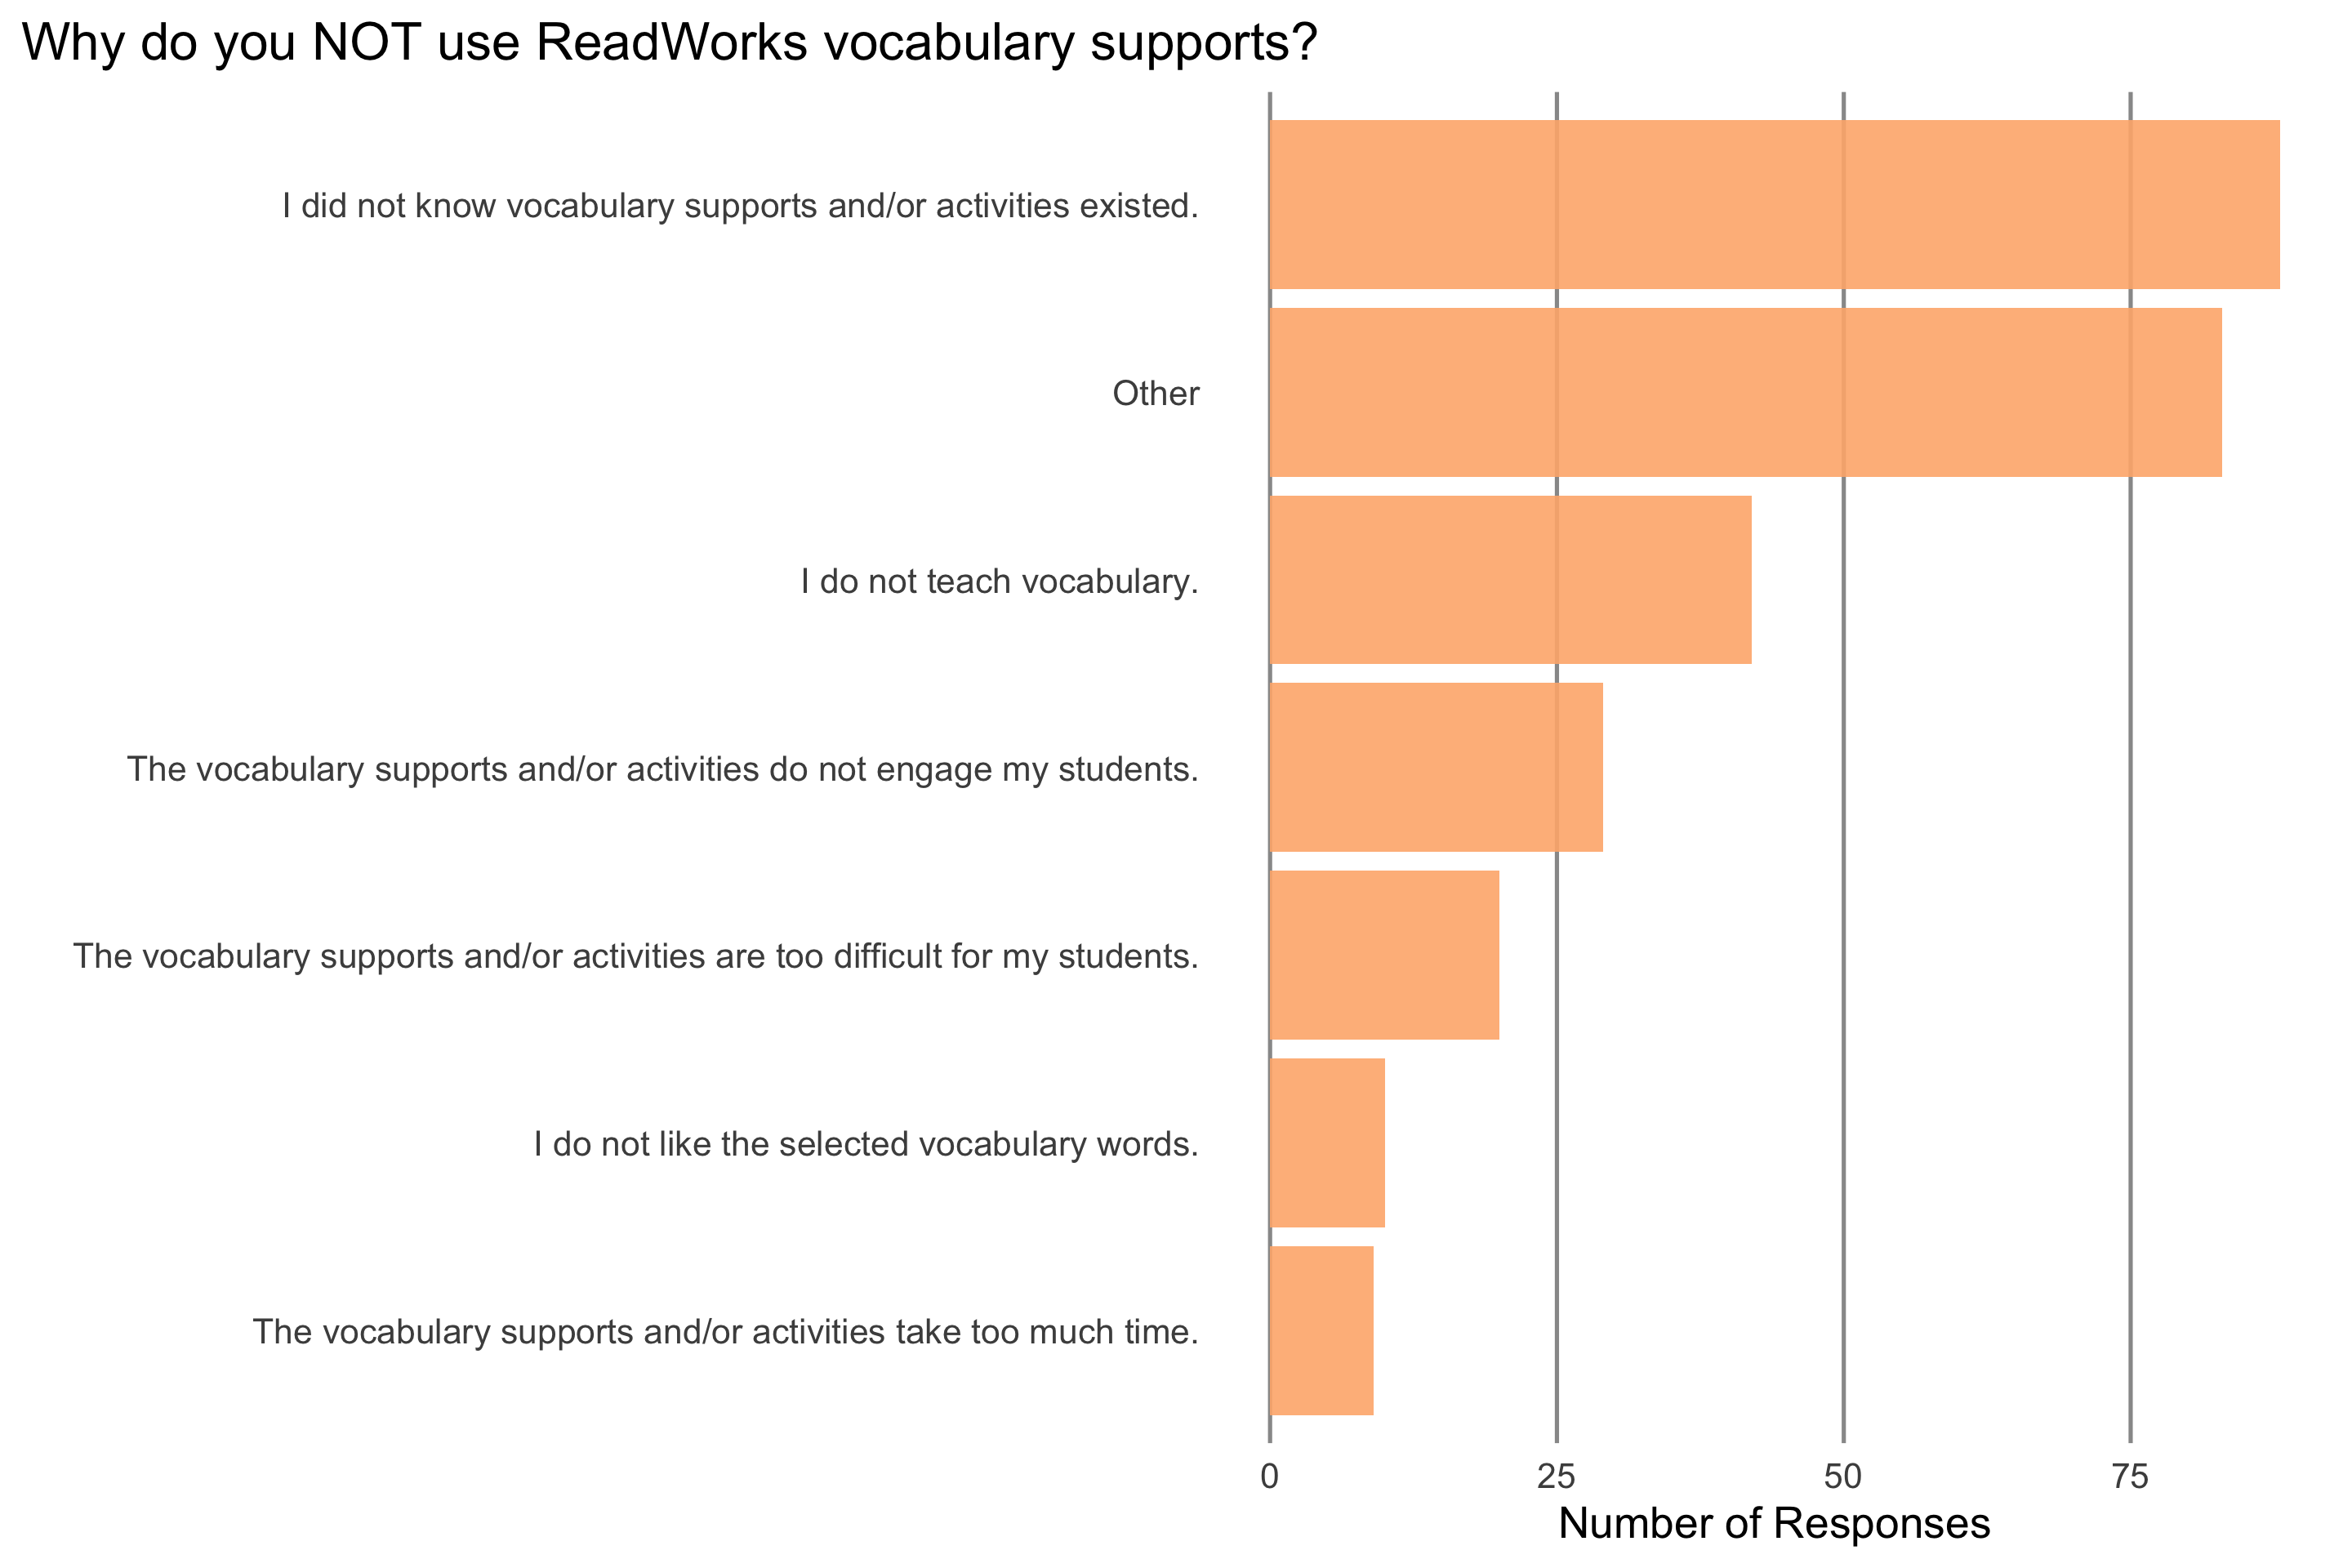 Why do you NOT use ReadWorks vocabulary supports?
I did not know vocabulary supports and/or activities existed.
Other
I do not teach vocabulary.
The vocabulary supports and/or activities do not engage my students.
The vocabulary supports and/or activities are too difficult for my students.
I do not like the selected vocabulary words.
The vocabulary supports and/or activities take too much time.
0 25 50 75
Number of Responses